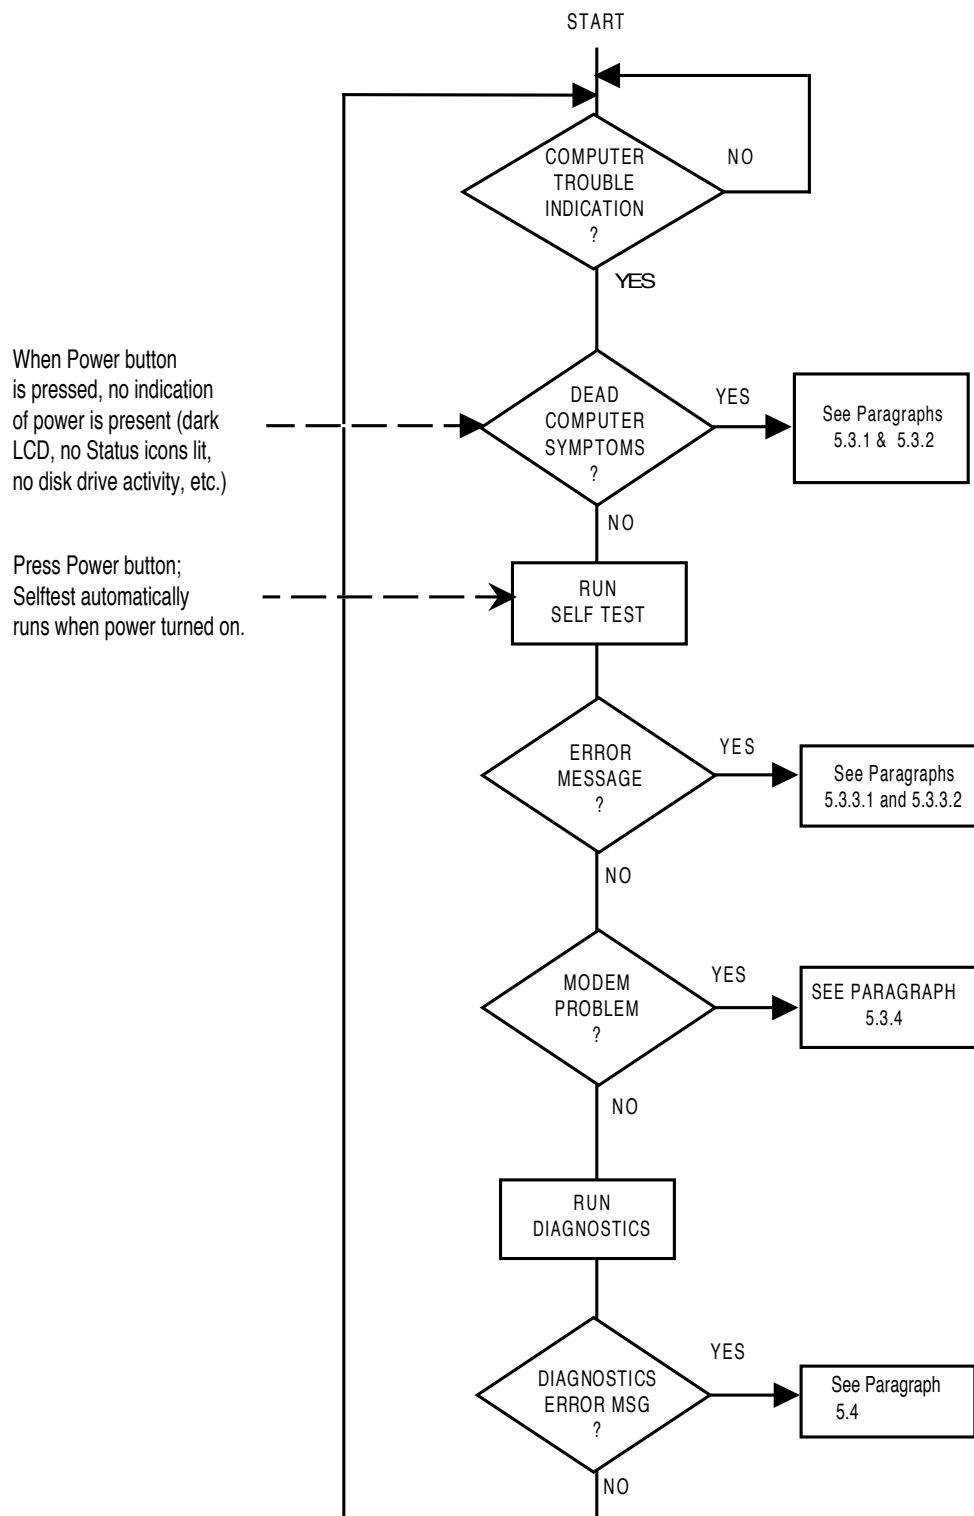 START
COMPUTER
TROUBLE
INDICATION
?
NO
YES
When Power button
is pressed, no indication
of power is present (dark
LCD, no Status icons lit,
no disk drive activity, etc.)
DEAD
COMPUTER
SYMPTOMS
?
YES
See Paragraphs
5.3.1 & 5.3.2
NO
Press Power button;
Selftest automatically
runs when power turned on.
RUN
SELF TEST
ERROR
MESSAGE
?
YES
See Paragraphs
5.3.3.1 and 5.3.3.2
NO
MODEM
PROBLEM
?
YES
SEE PARAGRAPH
5.3.4
NO
RUN
DIAGNOSTICS
DIAGNOSTICS
ERROR MSG
?
YES
See Paragraph
5.4
NO